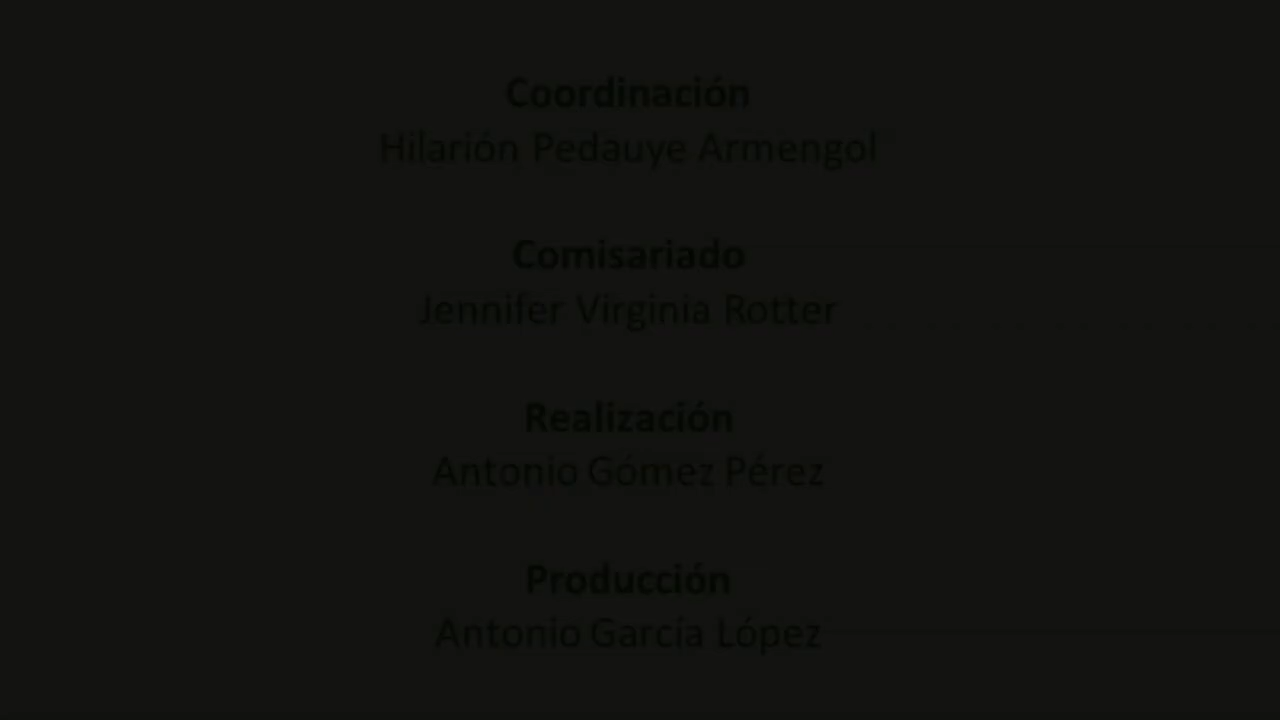 Coordinación
Hilarión Pedauye Armengol
Comisariado
Jennifer Virginia Rotter
Realización
Antonio Gómez Pérez
Producción
Antonio García López